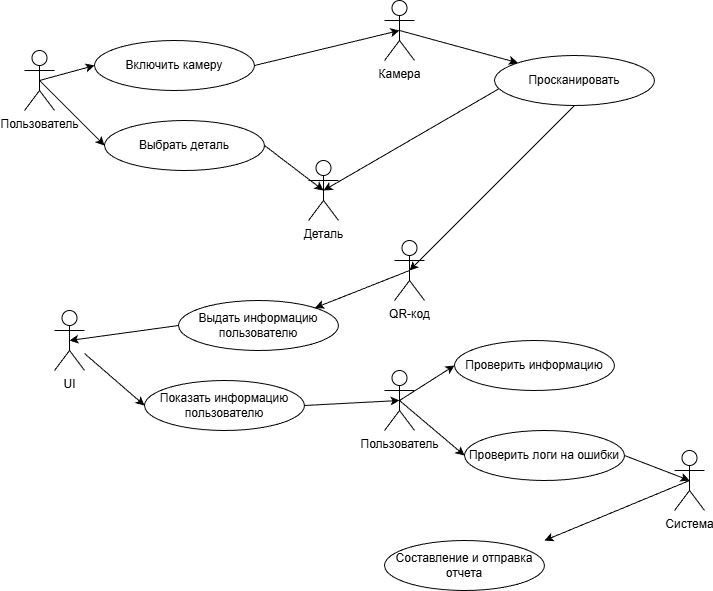 Включить камеру
Камера
Просканировать
Пользователь
Выбрать деталь
Деталь
QR-код
Выдать информацию
пользователю
UI
Показать информацию
пользователю
Проверить информацию
Пользователь
Проверить логи на ошибки
Система
Составление и отправка
отчета